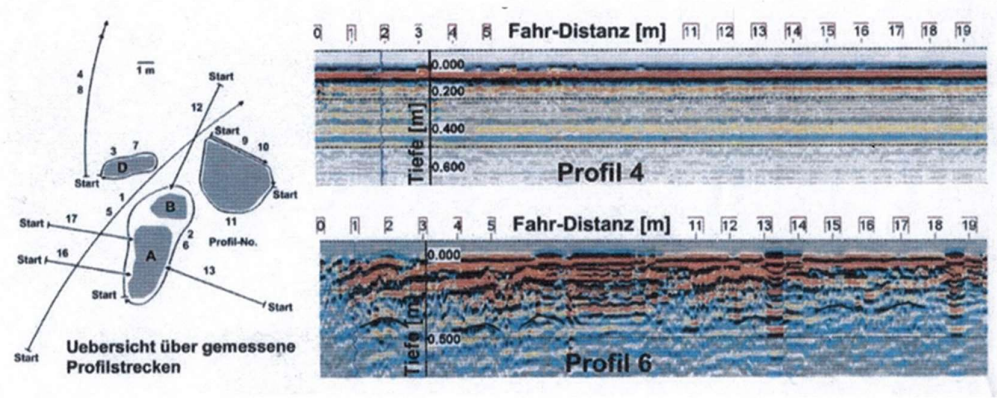 4
8
1 m
Start
12
Start
9
10
3
7
D
Start
1
5
B
Start
11
Start
17
2
6
Profil-No.
Start
16
A
13
Start
Start
Start
Uebersicht über gemessene
Profilstrecken
0 1 2 3 4 5 Fahr-Distanz [m] 11 12 13 14 15 16 17 18 19
0.000
0.200
0.400
0.600
Tiefe [m]
Profil 4
0 1 2 3 4 5 Fahr-Distanz [m] 11 12 13 14 15 16 17 18 19
0.000
0.500
Tiefe [m]
Profil 6